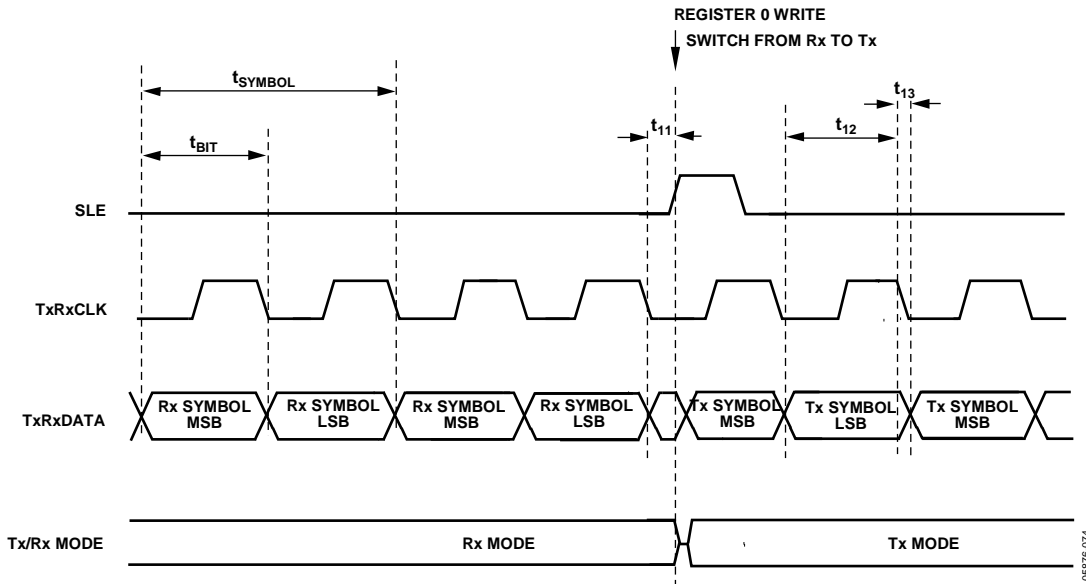 REGISTER 0 WRITE
SWITCH FROM Rx TO Tx
tSYMBOL
t13
t11
t12
tBIT
SLE
TxRxCLK
TxRxDATA
Rx SYMBOL
MSB
Rx SYMBOL
LSB
Rx SYMBOL
MSB
Rx SYMBOL
LSB
Tx SYMBOL
MSB
Tx SYMBOL
LSB
Tx SYMBOL
MSB
Tx/Rx MODE
Rx MODE
Tx MODE
05876-074